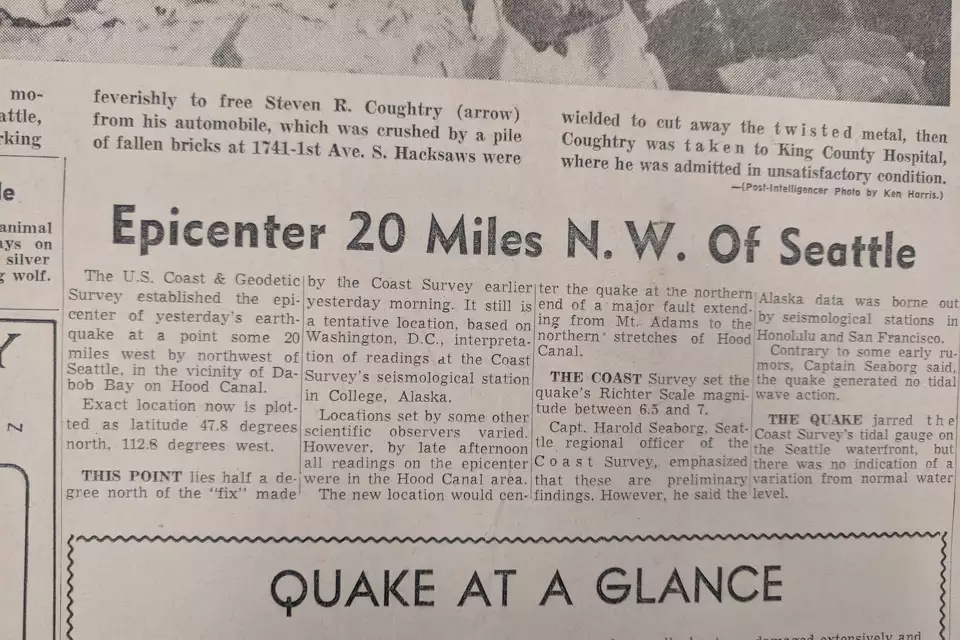 mo-
attle,
rking
feverishly to free Steven R. Coughtry (arrow)
from his automobile, which was crushed by a pile
of fallen bricks at 1741-1st Ave. S. Hacksaws were
wielded to cut away the twisted metal, then
Coughtry was taken to King County Hospital,
where he was admitted in unsatisfactory condition.
—(Post-Intelligencer Photo by Ken Harris.)
le
animal
ays on
silver
g wolf.
Epicenter 20 Miles N. W. Of Seattle
The U.S. Coast & Geodetic
Survey established the epi-
center of yesterday's earth-
quake at a point some 20
miles west by northwest of
Seattle, in the vicinity of Da-
bob Bay on Hood Canal.
Exact location now is plot-
ted as latitude 47.8 degrees
north, 112.8 degrees west.
THIS POINT lies half a de-
gree north of the "fix" made
by the Coast Survey earlier
yesterday morning. It still is
a tentative location, based on
Washington, D.C., interpreta-
tion of readings at the Coast
Survey's seismological station
in College, Alaska.
Locations set by some other
scientific observers varied.
However, by late afternoon
all readings on the epicenter
were in the Hood Canal area.
The new location would cen-
ter the quake at the northern
end of a major fault extend-
ing from Mt. Adams to the
northern stretches of Hood
Canal.
THE COAST Survey set the
quake's Richter Scale magni-
tude between 6.5 and 7.
Capt. Harold Seaborg, Seat-
tle regional officer of the
Coast Survey, emphasized
that these are preliminary
findings. However, he said the
Alaska data was borne out
by seismological stations in
Honolulu and San Francisco.
Contrary to some early ru-
mors, Captain Seaborg said,
the quake generated no tidal
wave action.
THE QUAKE jarred the
Coast Survey's tidal gauge on
the Seattle waterfront, but
there was no indication of a
variation from normal water
level.
Y
N
QUAKE AT A GLANCE
damaged extensively and